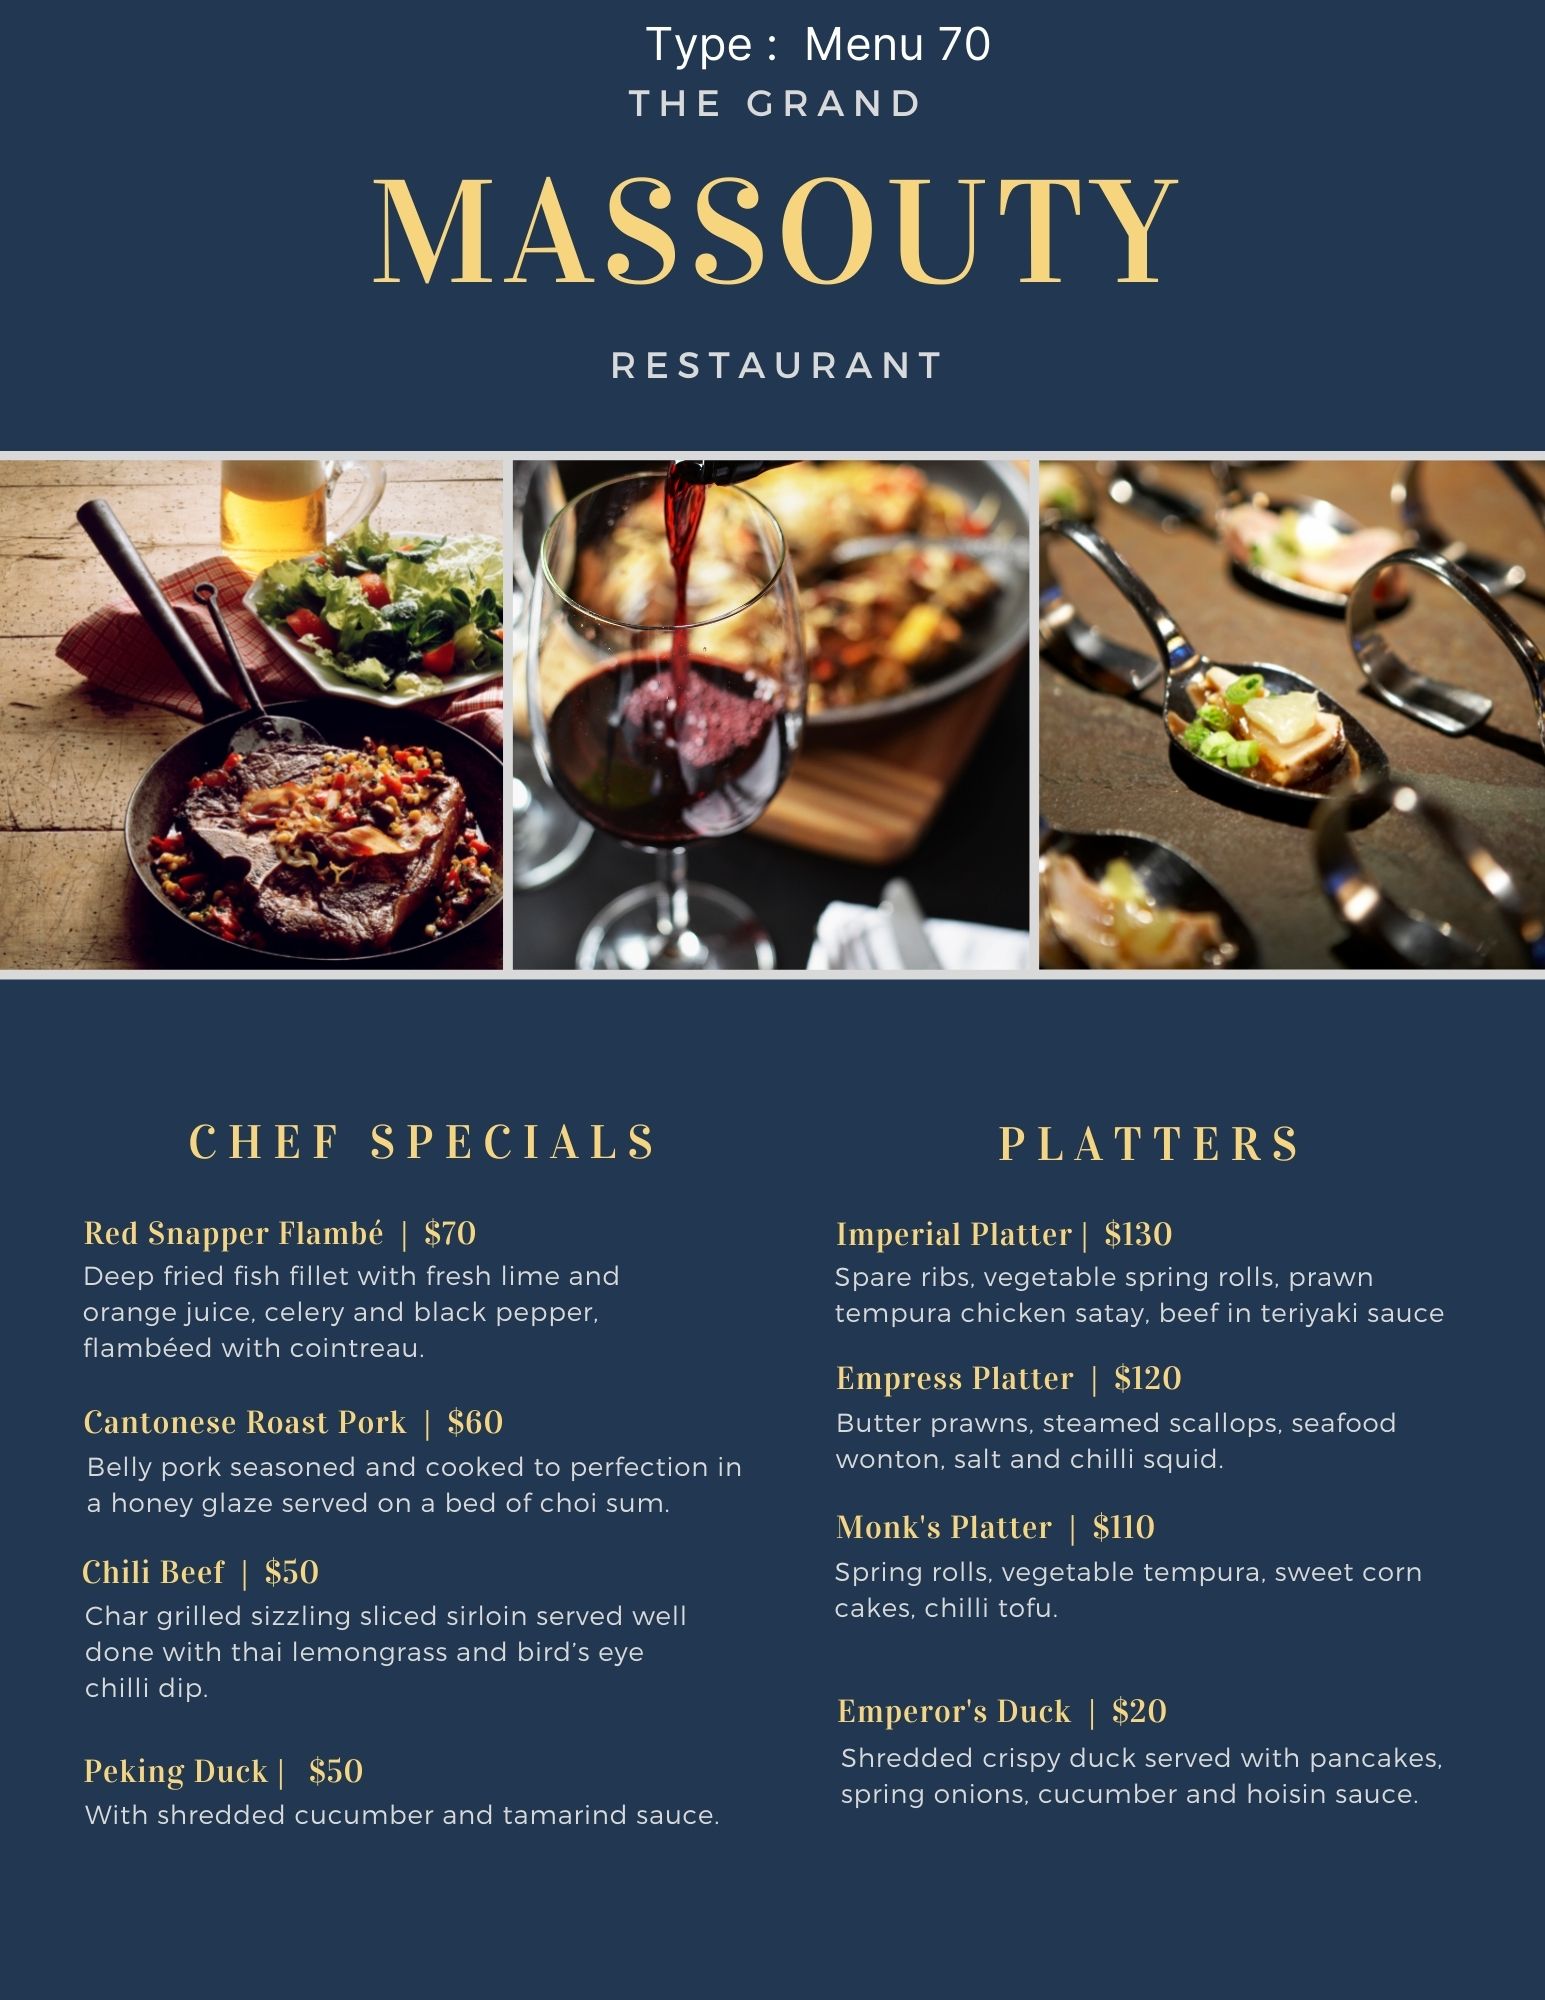 Type :  Menu 70
THE GRAND
MASSOUTY
RESTAURANT
CHEF SPECIALS
Red Snapper Flambé | $70
Deep fried fish fillet with fresh lime and
orange juice, celery and black pepper,
flambéed with cointreau.
Cantonese Roast Pork | $60
Belly pork seasoned and cooked to perfection in
a honey glaze served on a bed of choi sum.
Chili Beef | $50
Char grilled sizzling sliced sirloin served well
done with thai lemongrass and bird’s eye
chilli dip.
Peking Duck |  $50
With shredded cucumber and tamarind sauce.
PLATTERS
Imperial Platter | $130
Spare ribs, vegetable spring rolls, prawn
tempura chicken satay, beef in teriyaki sauce
Empress Platter | $120
Butter prawns, steamed scallops, seafood
wonton, salt and chilli squid.
Monk's Platter | $110
Spring rolls, vegetable tempura, sweet corn
cakes, chilli tofu.
Emperor's Duck | $20
Shredded crispy duck served with pancakes,
spring onions, cucumber and hoisin sauce.